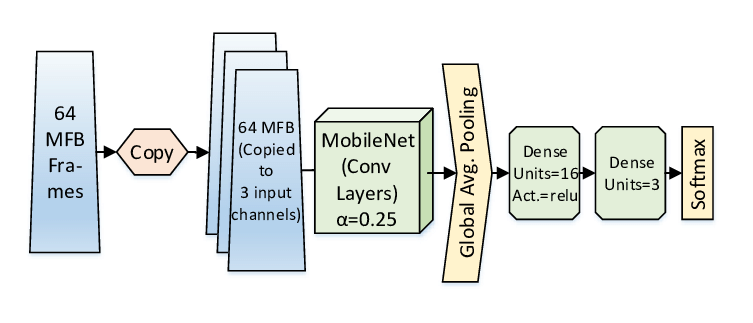 64
MFB
Fra-
mes
Copy
64 MFB
(Copied
to
3 input
channels)
MobileNet
(Conv
Layers)
α=0.25
Global Avg. Pooling
Dense
Units=16
Act.=relu
Dense
Units=3
Softmax